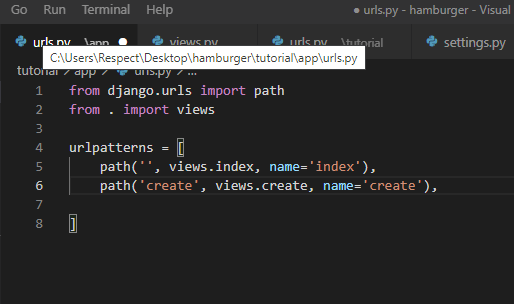 Go Run Terminal Help ● urls.py - hamburger - Visual
urls.py \app ● views.py urls.py \tutorial settings.py
C:\Users\Respect\Desktop\hamburger\tutorial\app\urls.py
tutorial > app > urls.py > ...
1 from django.urls import path
2 from . import views
3
4 urlpatterns = [
5 path('', views.index, name='index'),
6 path('create', views.create, name='create'),
7
8 ]